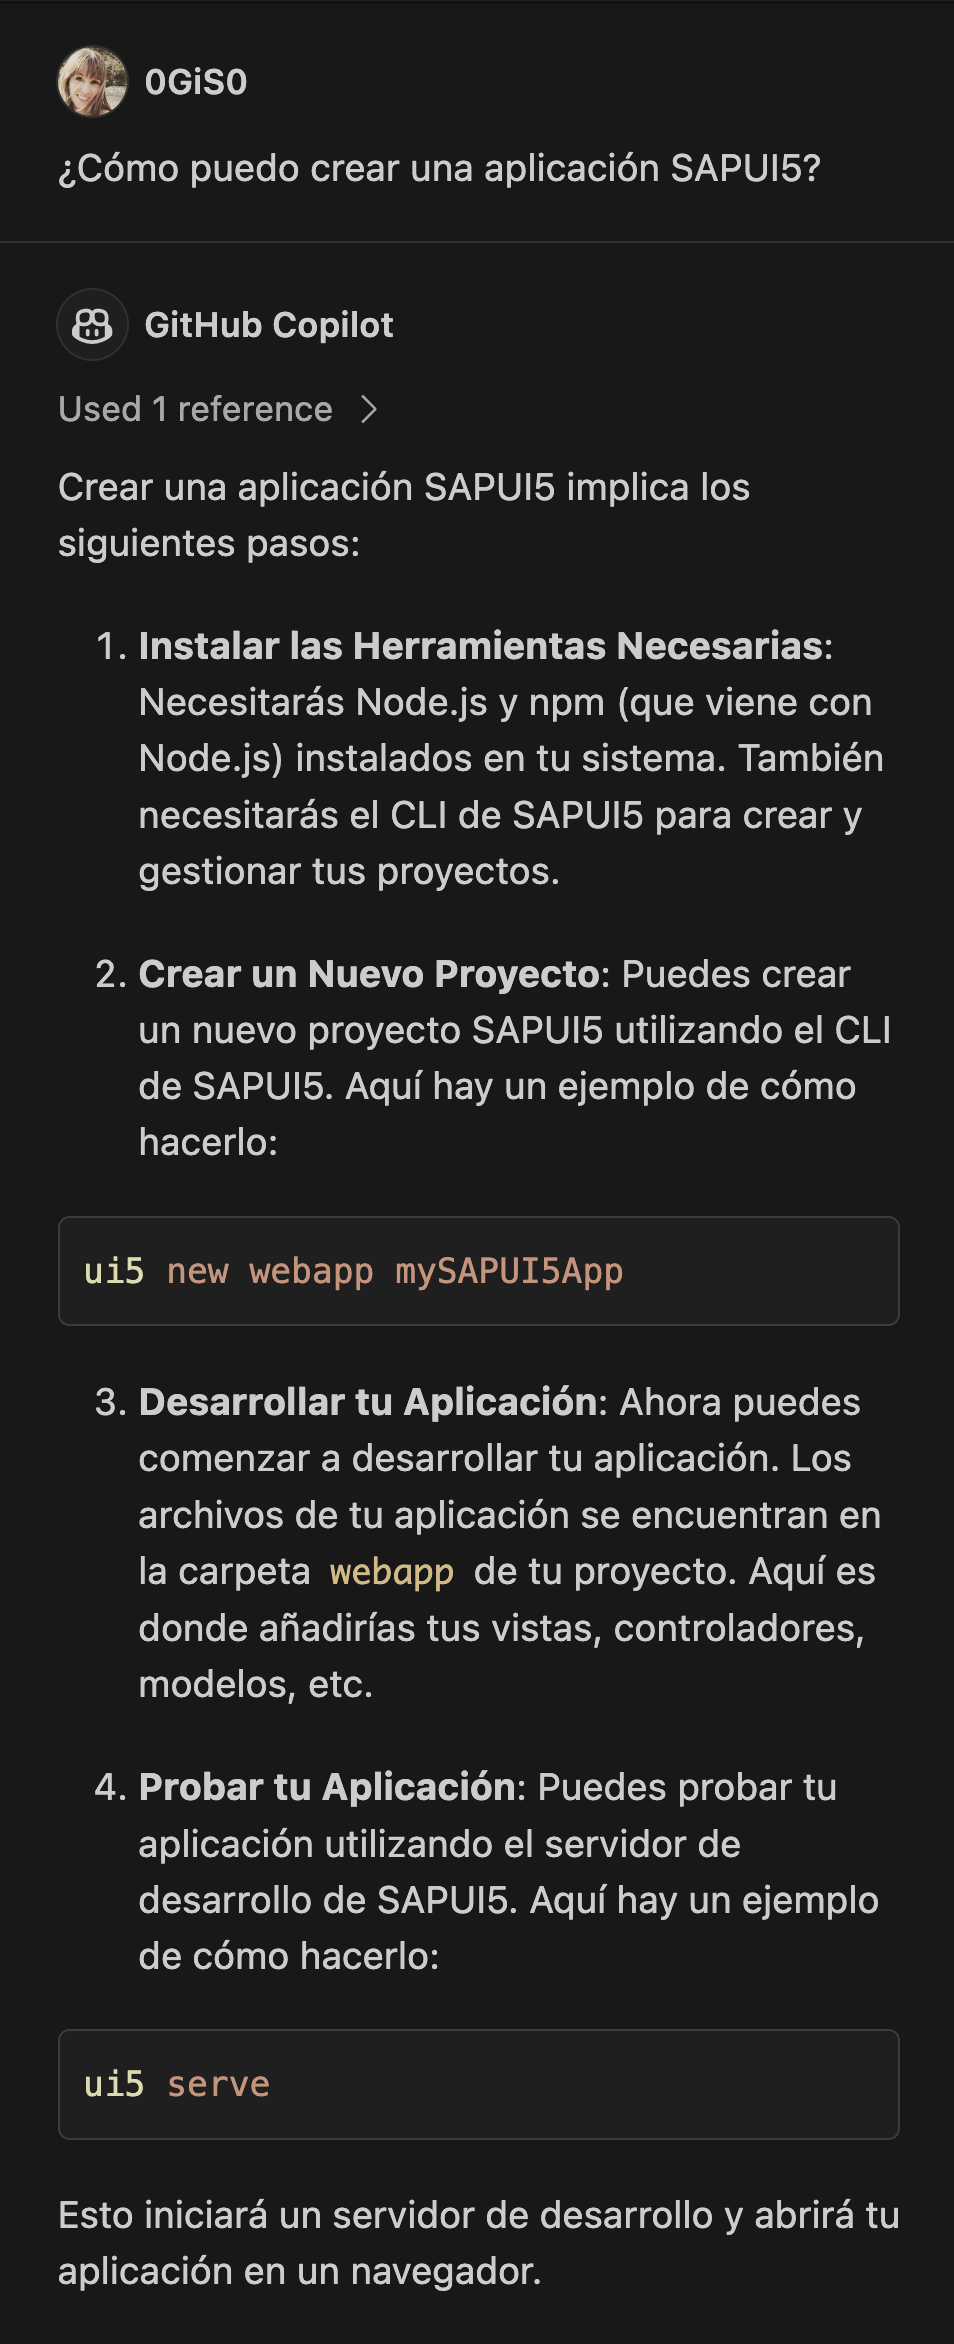 0GiS0
¿Cómo puedo crear una aplicación SAPUI5?
GitHub Copilot
Used 1 reference
Crear una aplicación SAPUI5 implica los
siguientes pasos:
1. Instalar las Herramientas Necesarias:
Necesitarás Node.js y npm (que viene con
Node.js) instalados en tu sistema. También
necesitarás el CLI de SAPUI5 para crear y
gestionar tus proyectos.
2. Crear un Nuevo Proyecto: Puedes crear
un nuevo proyecto SAPUI5 utilizando el CLI
de SAPUI5. Aquí hay un ejemplo de cómo
hacerlo:
ui5 new webapp mySAPUI5App
3. Desarrollar tu Aplicación: Ahora puedes
comenzar a desarrollar tu aplicación. Los
archivos de tu aplicación se encuentran en
la carpeta webapp de tu proyecto. Aquí es
donde añadirías tus vistas, controladores,
modelos, etc.
4. Probar tu Aplicación: Puedes probar tu
aplicación utilizando el servidor de
desarrollo de SAPUI5. Aquí hay un ejemplo
de cómo hacerlo:
ui5 serve
Esto iniciará un servidor de desarrollo y abrirá tu
aplicación en un navegador.